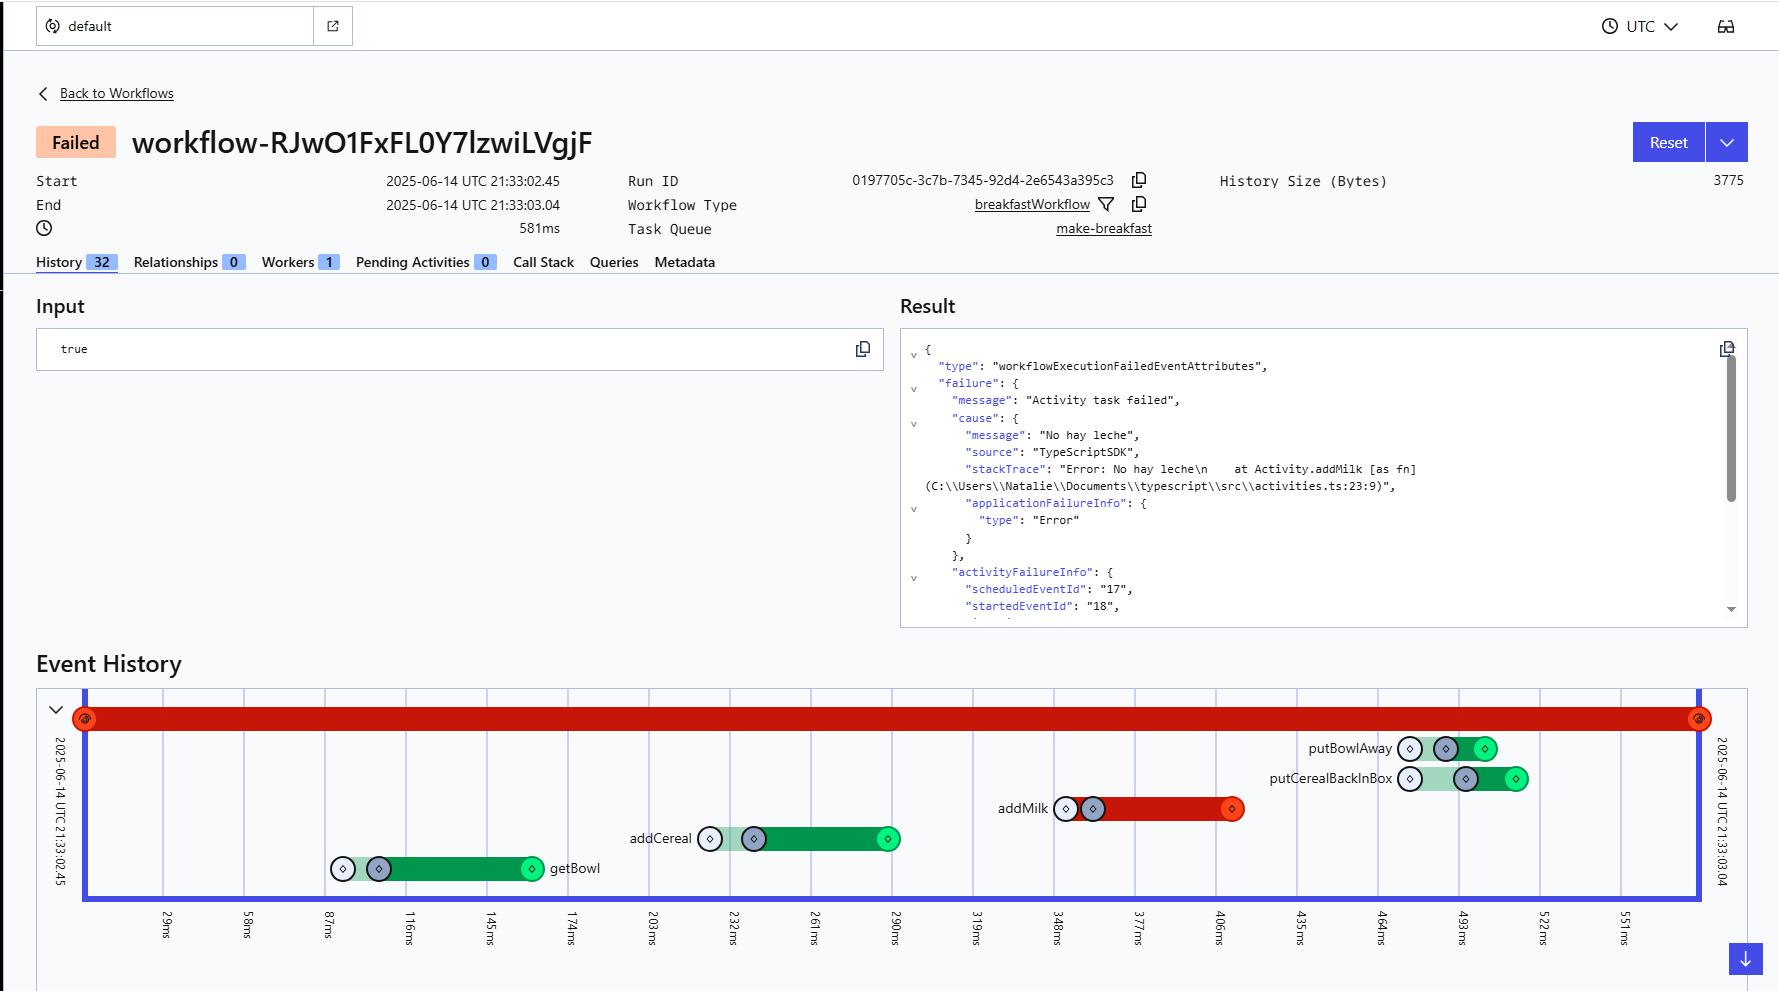 default
UTC
Back to Workflows
Failed workflow-RJwO1FxFL0Y7lzwiLVgjF
Reset
Start 2025-06-14 UTC 21:33:02.45
End 2025-06-14 UTC 21:33:03.04
581ms
Run ID 0197705c-3c7b-7345-92d4-2e6543a395c3
Workflow Type breakfastWorkflow
Task Queue make-breakfast
History Size (Bytes) 3775
History 32 Relationships 0 Workers 1 Pending Activities 0 Call Stack Queries Metadata
Input
true
Result
{
"type": "workflowExecutionFailedEventAttributes",
"failure": {
"message": "Activity task failed",
"cause": {
"message": "No hay leche",
"source": "TypeScriptSDK",
"stackTrace": "Error: No hay leche\n    at Activity.addMilk [as fn]
(C:\\Users\\Natalie\\Documents\\typescript\\src\\activities.ts:23:9)",
"applicationFailureInfo": {
"type": "Error"
}
},
"activityFailureInfo": {
"scheduledEventId": "17",
"startedEventId": "18",
Event History
2025-06-14 UTC 21:33:02.45
putBowlAway
putCerealBackInBox
addMilk
addCereal
getBowl
2025-06-14 UTC 21:33:03.04
29ms
58ms
87ms
116ms
145ms
174ms
203ms
232ms
261ms
290ms
319ms
348ms
377ms
406ms
435ms
464ms
493ms
522ms
551ms